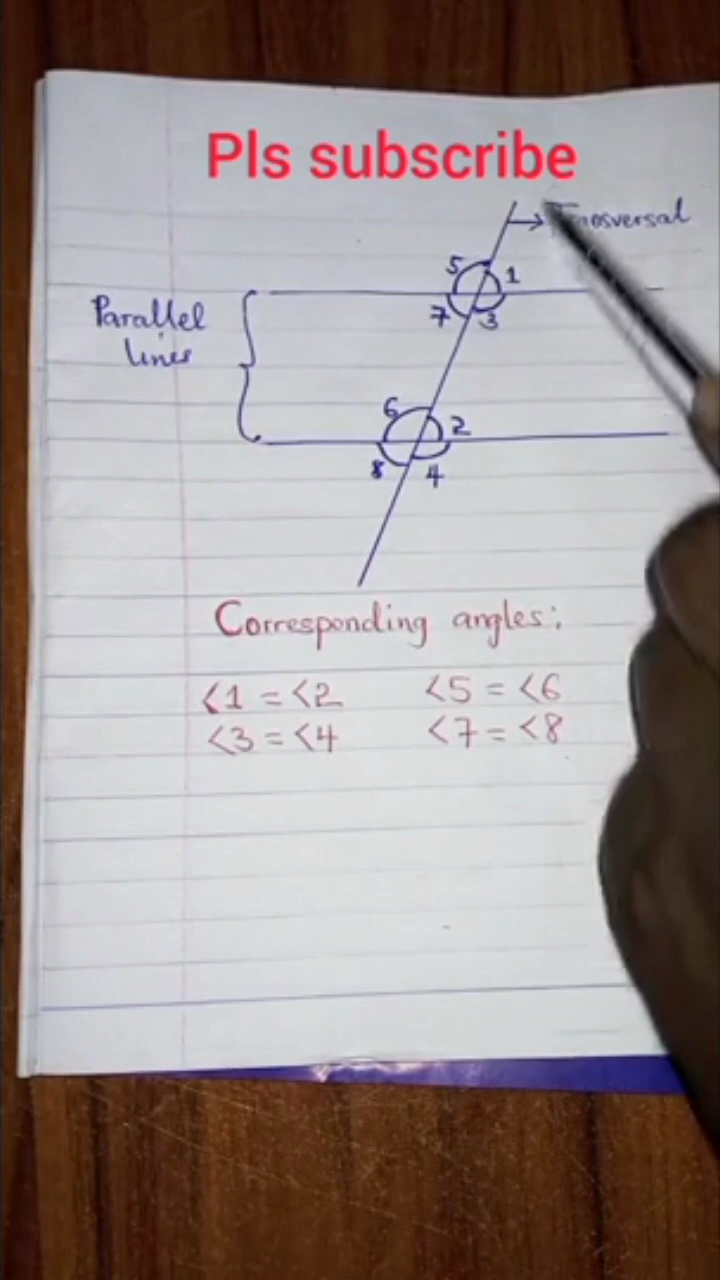 Pls subscribe
Transversal
5
1
7
3
Parallel
lines
6
2
8
4
Corresponding angles:
<1 = <2 <5 = <6
<3 = <4 <7 = <8